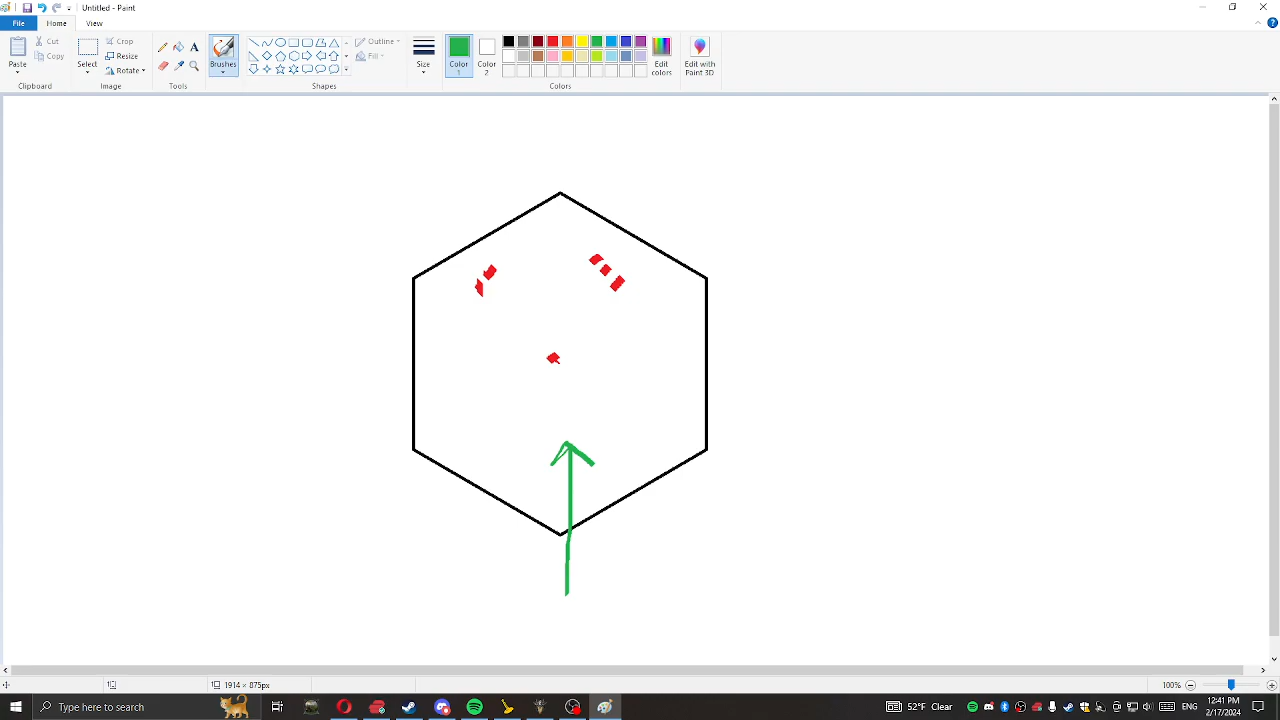 Untitled - Paint
File Home View
Paste
Cut
Copy
Clipboard
Select
Crop
Resize
Rotate
Image
A
Tools
Brushes
Outline
Fill
Shapes
Size
Color 1
Color 2
Edit colors
Colors
Edit with Paint 3D
1914 × 875px
100%
Type here to search
52°F Clear
12:41 PM
2/17/2024